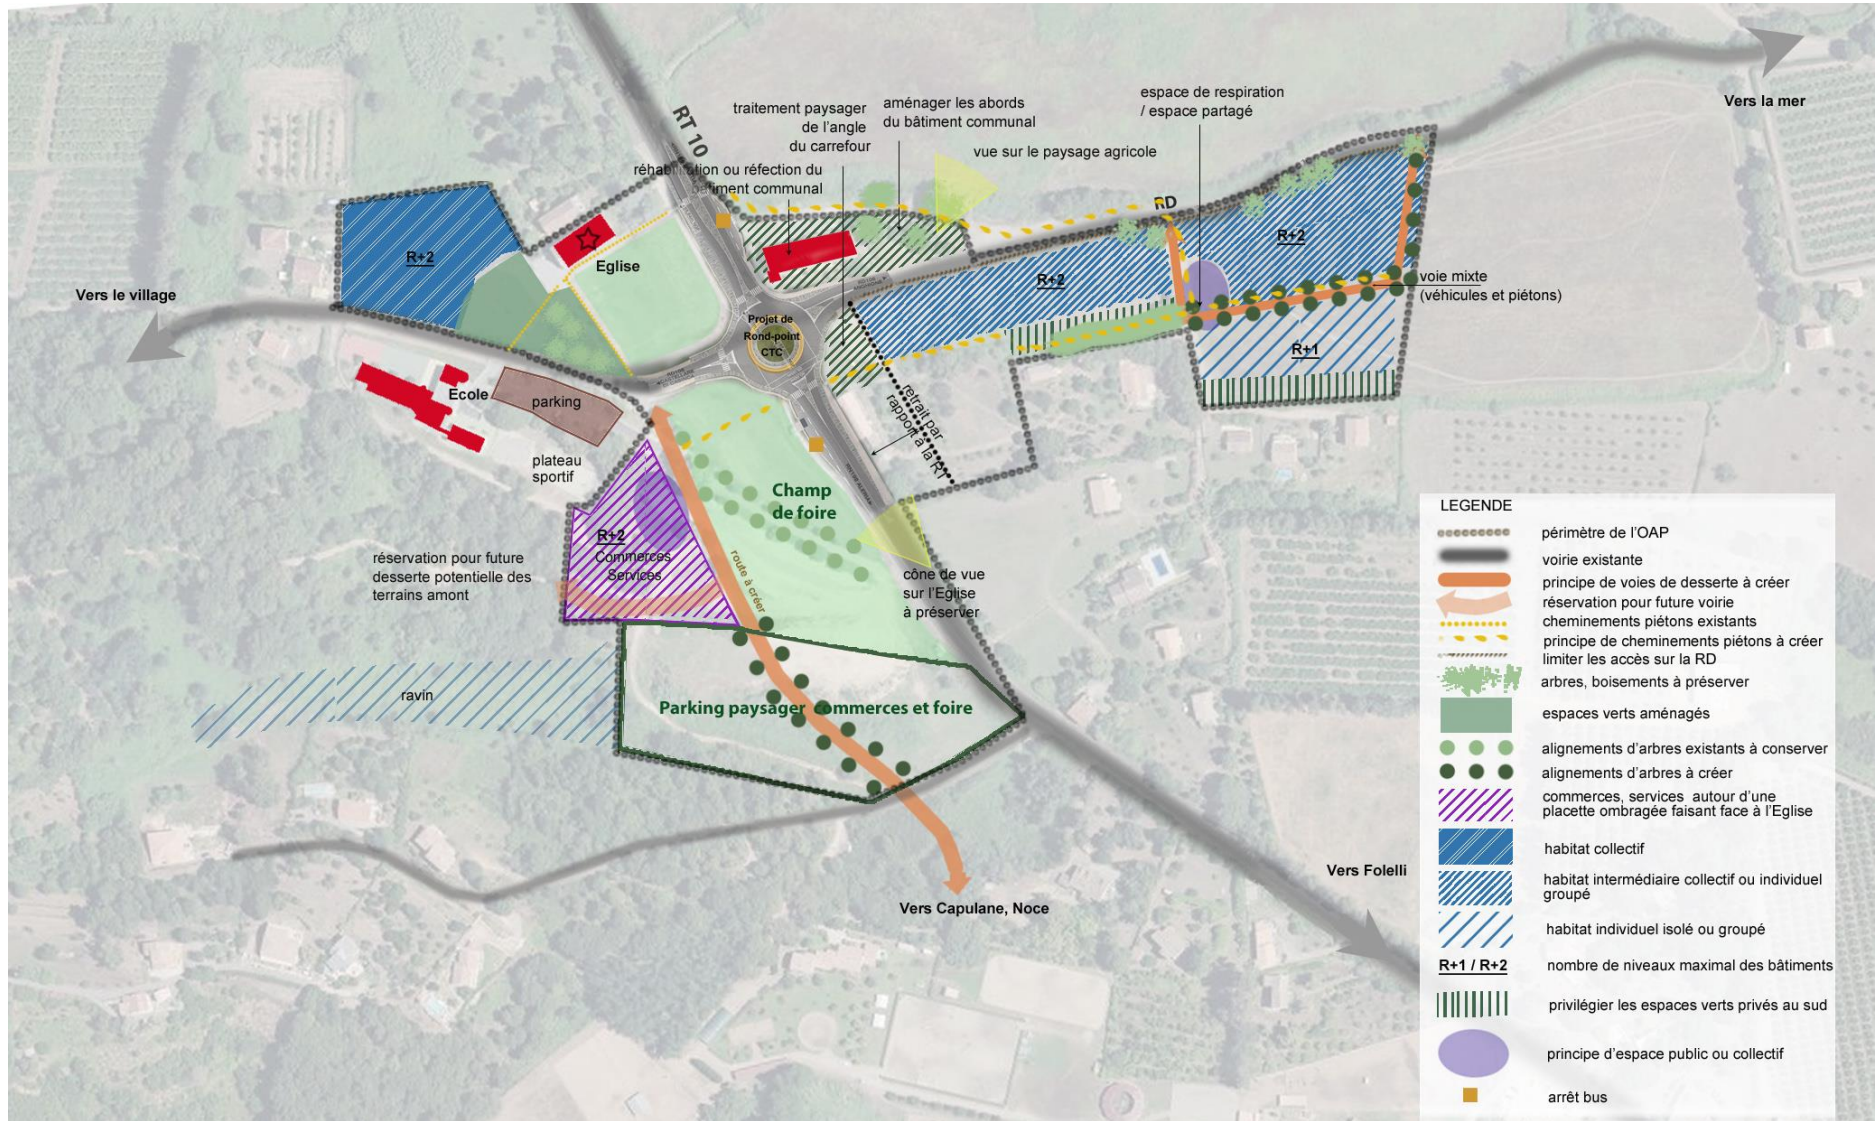 RT 10
traitement paysager
de l'angle
du carrefour
aménager les abords
du bâtiment communal
espace de respiration
/ espace partagé
Vers la mer
vue sur le paysage agricole
réhabilitation ou réfection du
bâtiment communal
RD
R+2
Eglise
R+2
R+2
voie mixte
(véhicules et piétons)
Vers le village
Projet de
Rond-point
CTC
R+1
Ecole
parking
retrait par
rapport à la RT
plateau
sportif
Champ
de foire
R+2
Commerces
Services
réservation pour future
desserte potentielle des
terrains amont
route à créer
cône de vue
sur l'Eglise
à préserver
ravin
Parking paysager commerces et foire
Vers Folelli
Vers Capulane, Noce
LEGENDE
périmètre de l'OAP
voirie existante
principe de voies de desserte à créer
réservation pour future voirie
cheminements piétons existants
principe de cheminements piétons à créer
limiter les accès sur la RD
arbres, boisements à préserver
espaces verts aménagés
alignements d'arbres existants à conserver
alignements d'arbres à créer
commerces, services autour d'une
placette ombragée faisant face à l'Eglise
habitat collectif
habitat intermédiaire collectif ou individuel
groupé
habitat individuel isolé ou groupé
R+1 / R+2
nombre de niveaux maximal des bâtiments
privilégier les espaces verts privés au sud
principe d'espace public ou collectif
arrêt bus